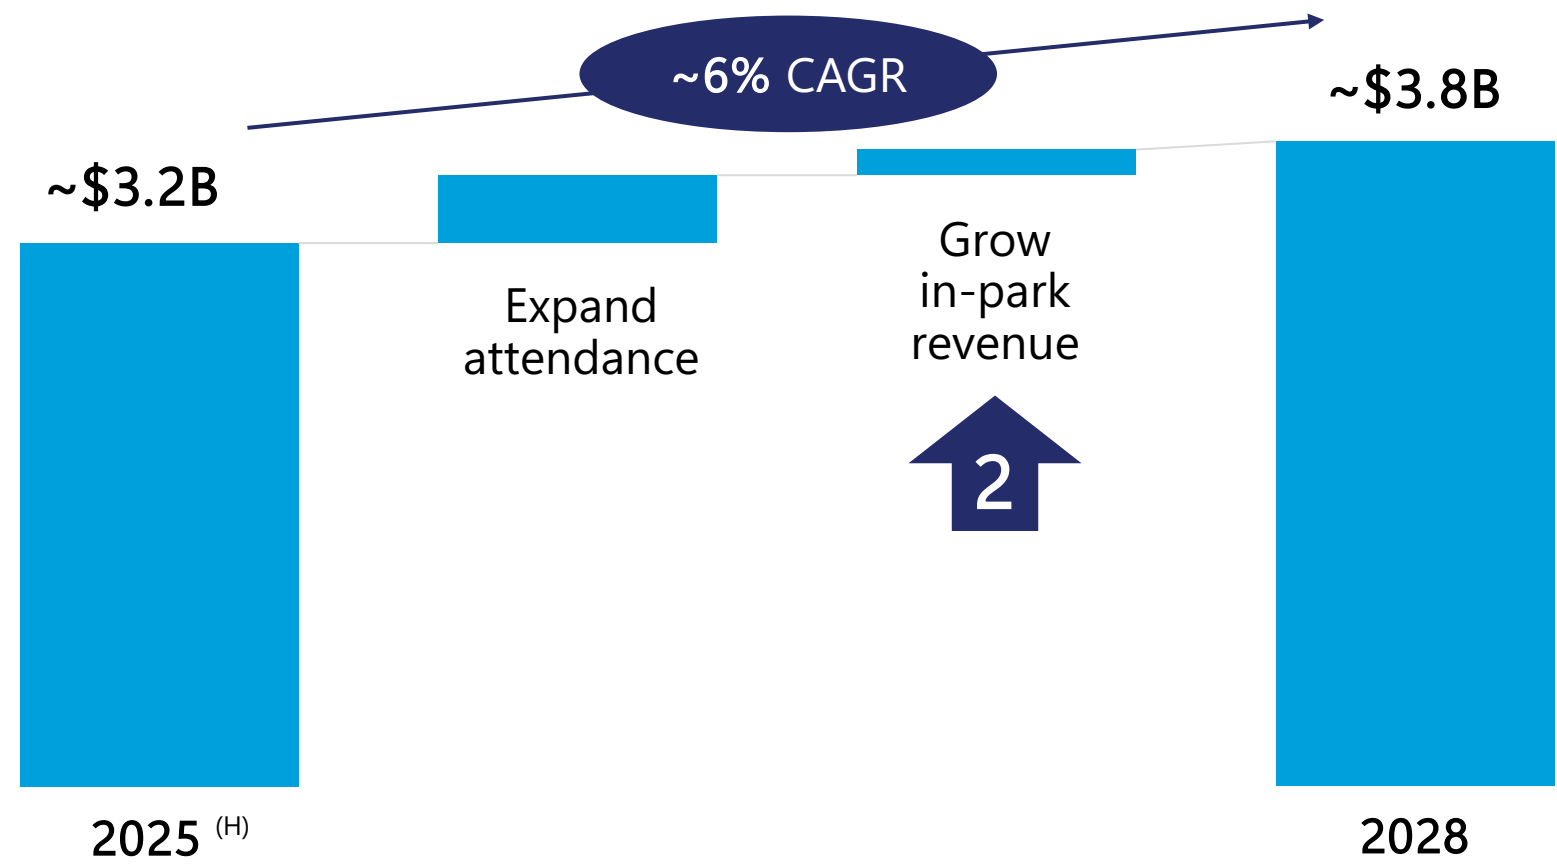 ~6% CAGR
~$3.8B
~$3.2B
Grow
in-park
revenue
Expand
attendance
2
2025 (H)
2028